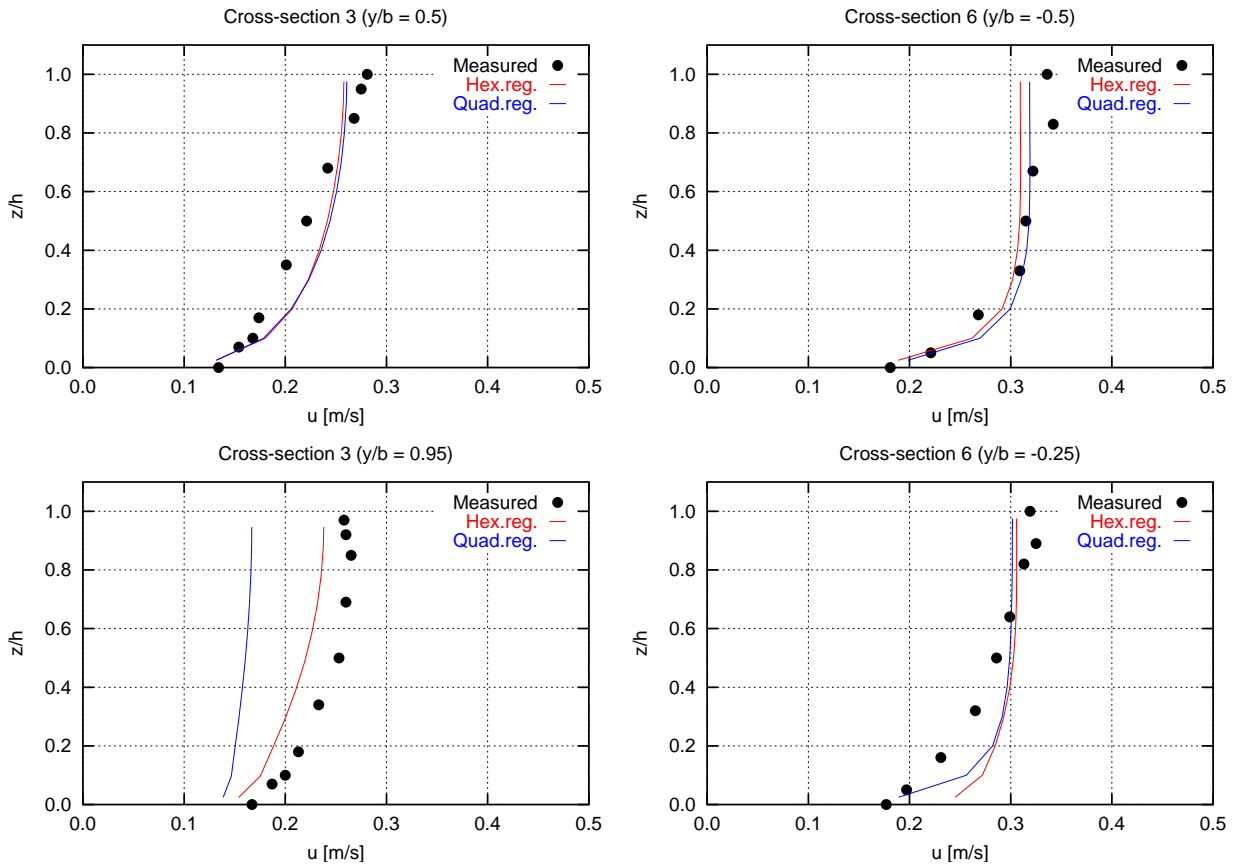 Cross-section 3 (y/b = 0.5)
Measured
Hex.reg.
Quad.reg.
z/h
1.0
0.8
0.6
0.4
0.2
0.0
0.0 0.1 0.2 0.3 0.4 0.5
u [m/s]
Cross-section 6 (y/b = -0.5)
Measured
Hex.reg.
Quad.reg.
z/h
1.0
0.8
0.6
0.4
0.2
0.0
0.0 0.1 0.2 0.3 0.4 0.5
u [m/s]
Cross-section 3 (y/b = 0.95)
Measured
Hex.reg.
Quad.reg.
z/h
1.0
0.8
0.6
0.4
0.2
0.0
0.0 0.1 0.2 0.3 0.4 0.5
u [m/s]
Cross-section 6 (y/b = -0.25)
Measured
Hex.reg.
Quad.reg.
z/h
1.0
0.8
0.6
0.4
0.2
0.0
0.0 0.1 0.2 0.3 0.4 0.5
u [m/s]